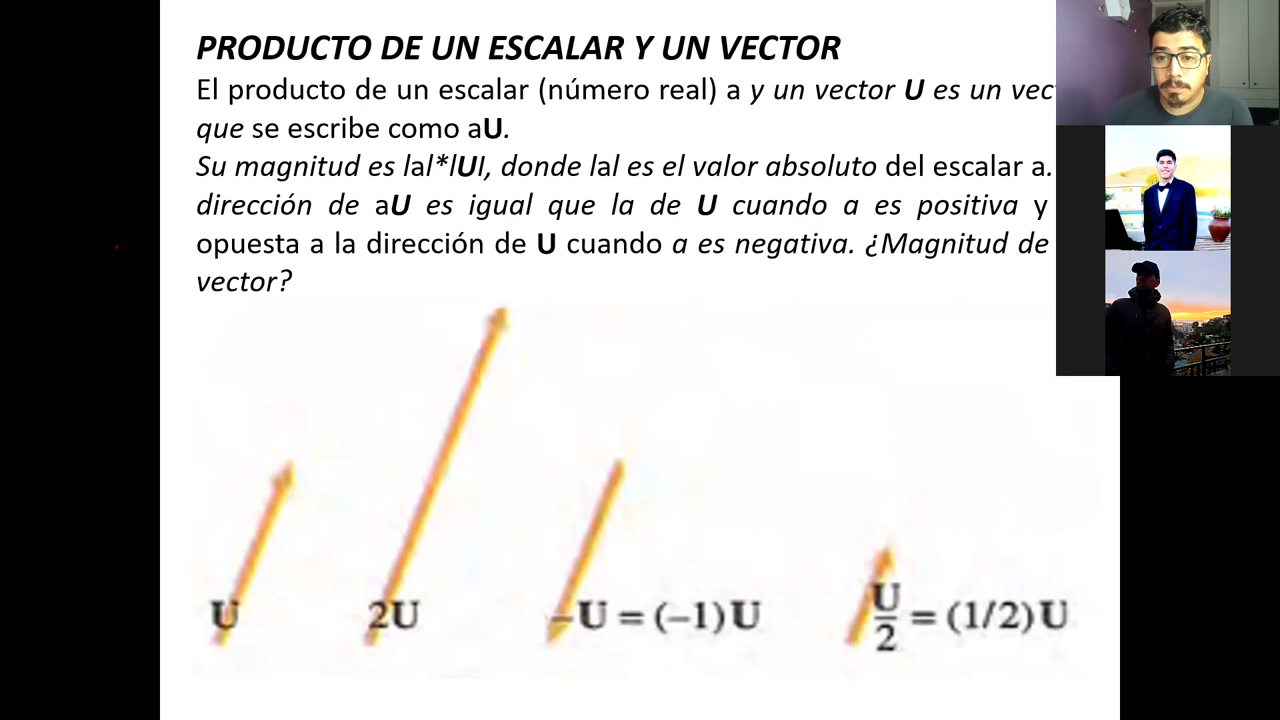 PRODUCTO DE UN ESCALAR Y UN VECTOR
El producto de un escalar (número real) a y un vector U es un vec
que se escribe como aU.
Su magnitud es lal*lUI, donde lal es el valor absoluto del escalar a.
dirección de aU es igual que la de U cuando a es positiva y
opuesta a la dirección de U cuando a es negativa. ¿Magnitud de
vector?
U
2U
−U = (−1)U
U/2 = (1/2)U